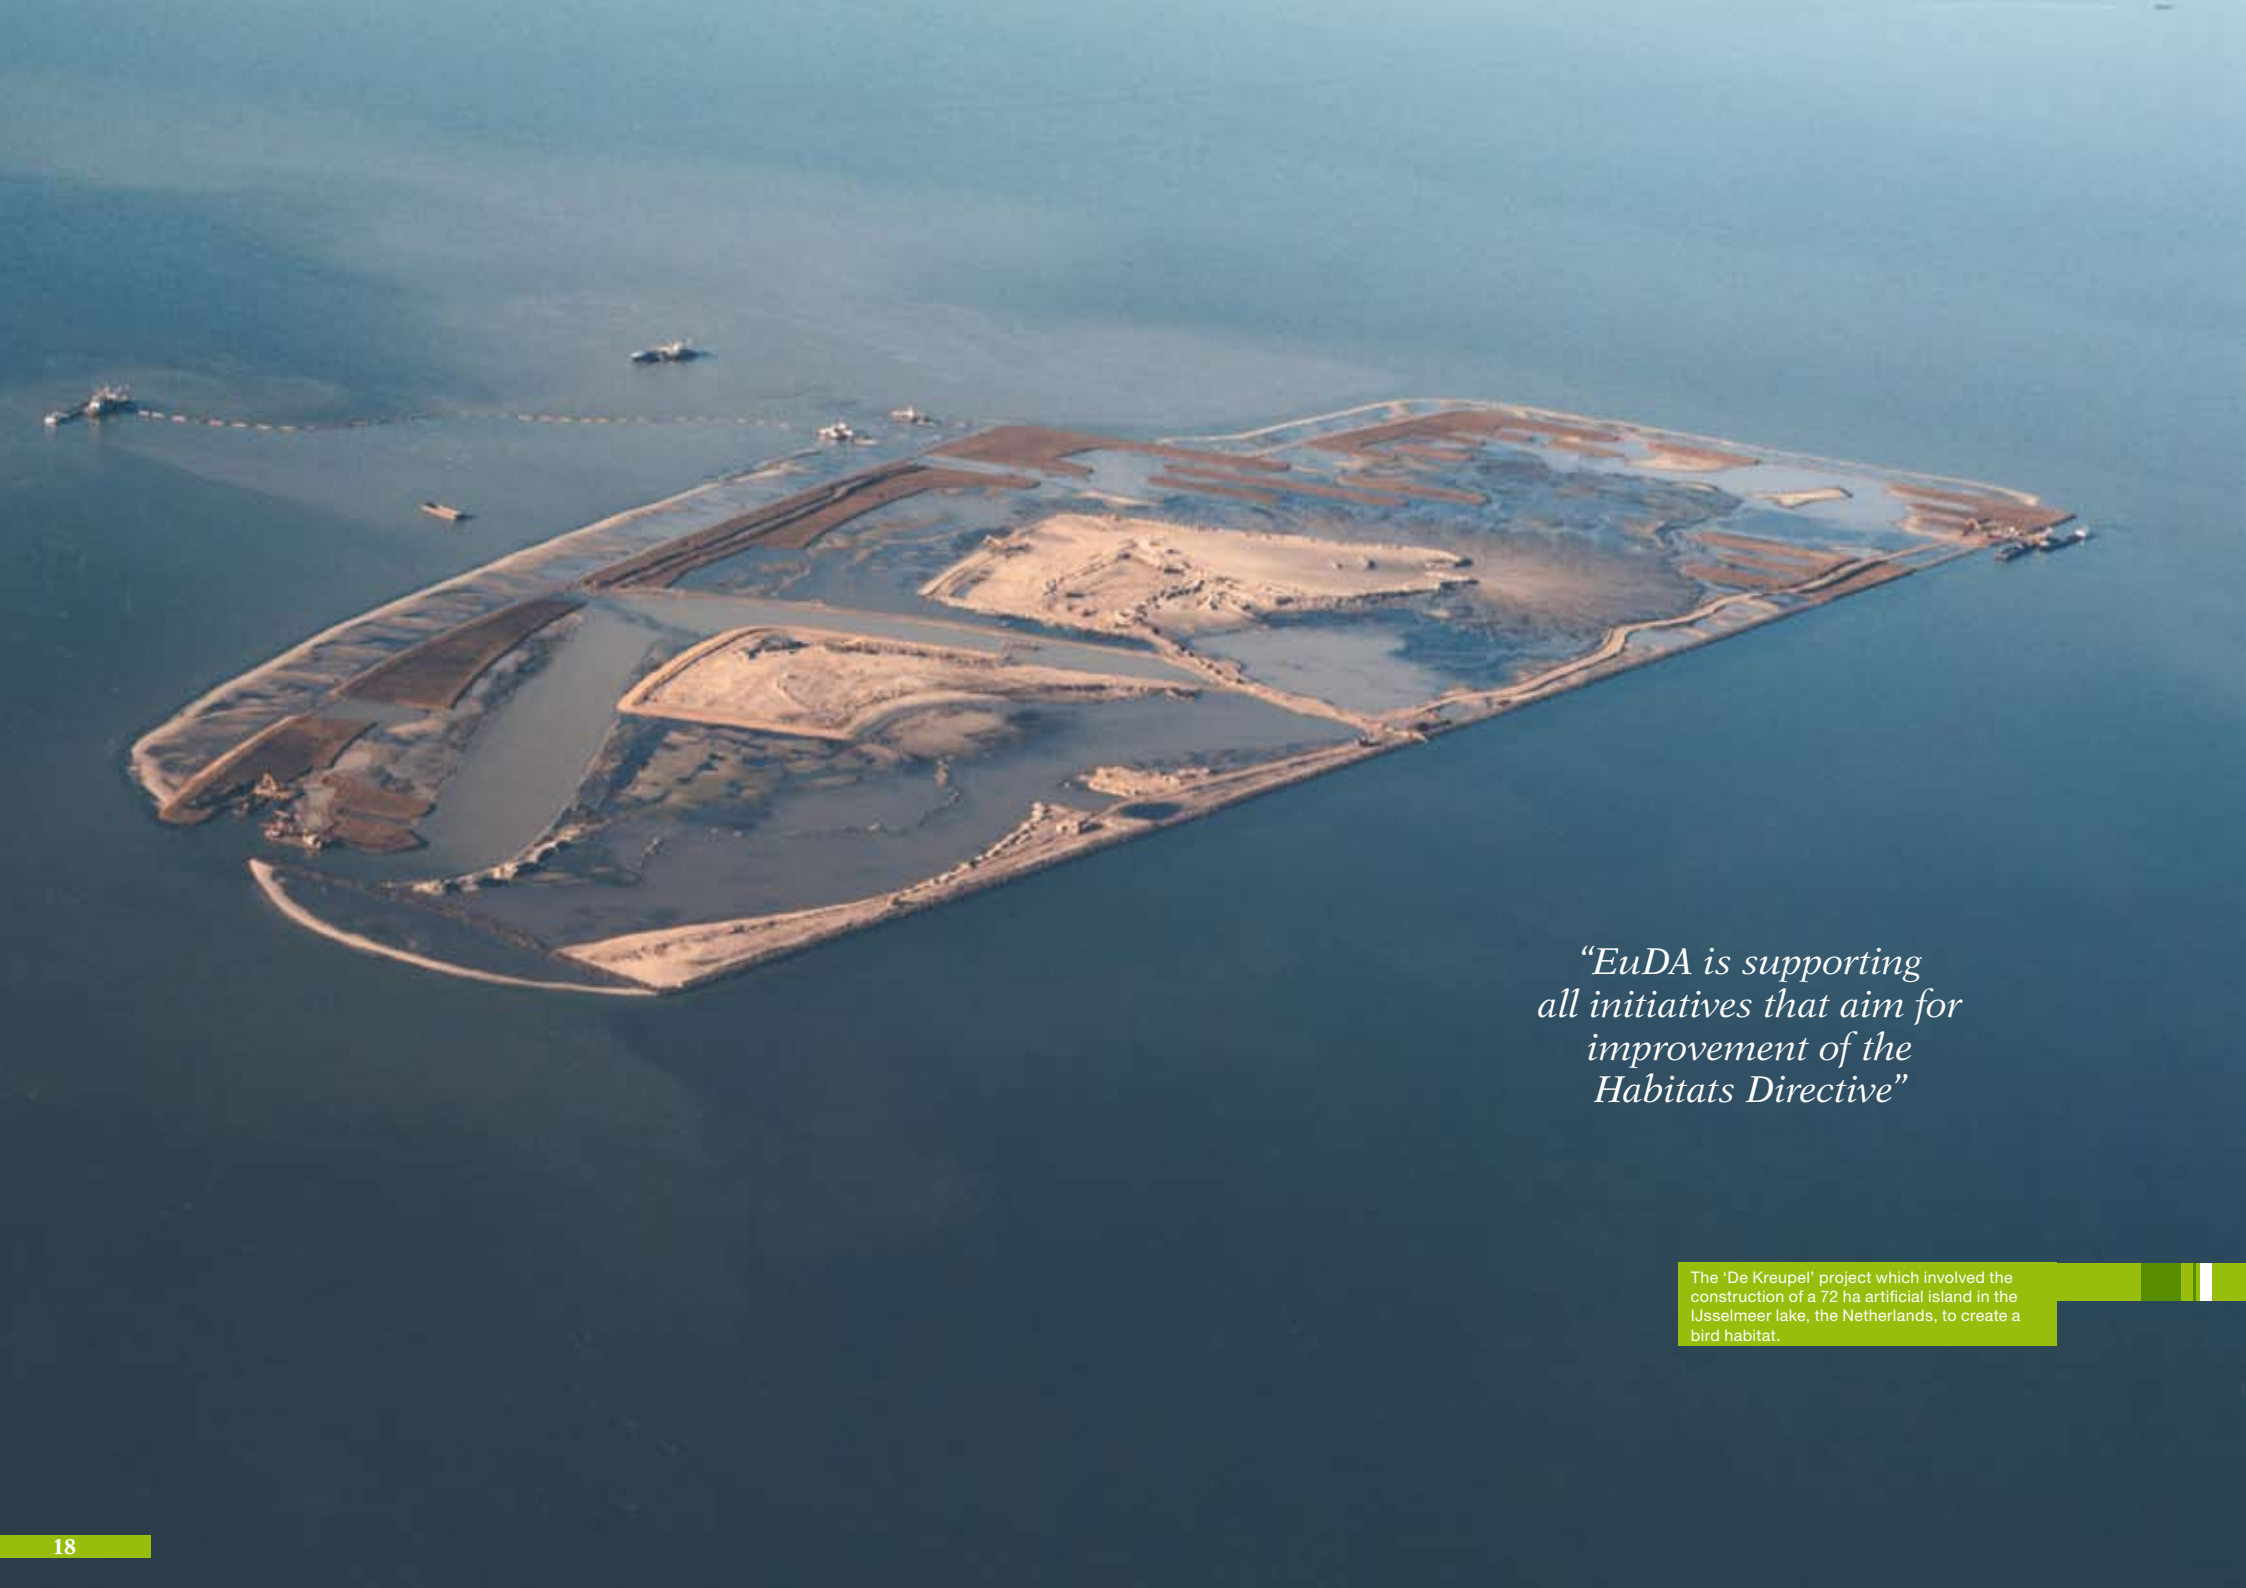 “EuDA is supporting
all initiatives that aim for
improvement of the
Habitats Directive”
The ‘De Kreupel’ project which involved the
construction of a 72 ha artificial island in the
IJsselmeer lake, the Netherlands, to create a
bird habitat.
18